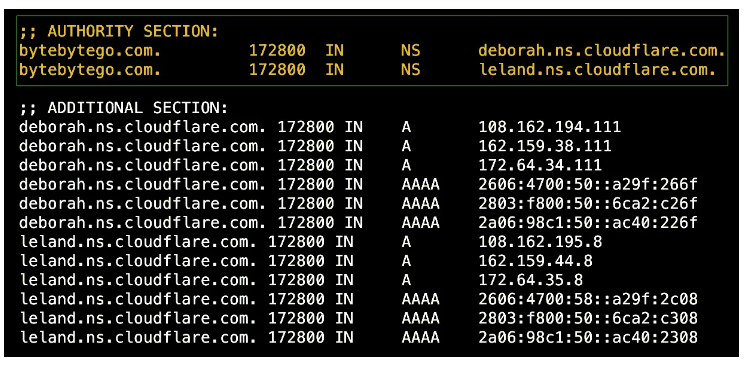 ;; AUTHORITY SECTION:
bytebytego.com. 172800 IN NS deborah.ns.cloudflare.com.
bytebytego.com. 172800 IN NS leland.ns.cloudflare.com.
;; ADDITIONAL SECTION:
deborah.ns.cloudflare.com. 172800 IN A 108.162.194.111
deborah.ns.cloudflare.com. 172800 IN A 162.159.38.111
deborah.ns.cloudflare.com. 172800 IN A 172.64.34.111
deborah.ns.cloudflare.com. 172800 IN AAAA 2606:4700:50::a29f:266f
deborah.ns.cloudflare.com. 172800 IN AAAA 2803:f800:50::6ca2:c26f
deborah.ns.cloudflare.com. 172800 IN AAAA 2a06:98c1:50::ac40:226f
leland.ns.cloudflare.com. 172800 IN A 108.162.195.8
leland.ns.cloudflare.com. 172800 IN A 162.159.44.8
leland.ns.cloudflare.com. 172800 IN A 172.64.35.8
leland.ns.cloudflare.com. 172800 IN AAAA 2606:4700:58::a29f:2c08
leland.ns.cloudflare.com. 172800 IN AAAA 2803:f800:50::6ca2:c308
leland.ns.cloudflare.com. 172800 IN AAAA 2a06:98c1:50::ac40:2308